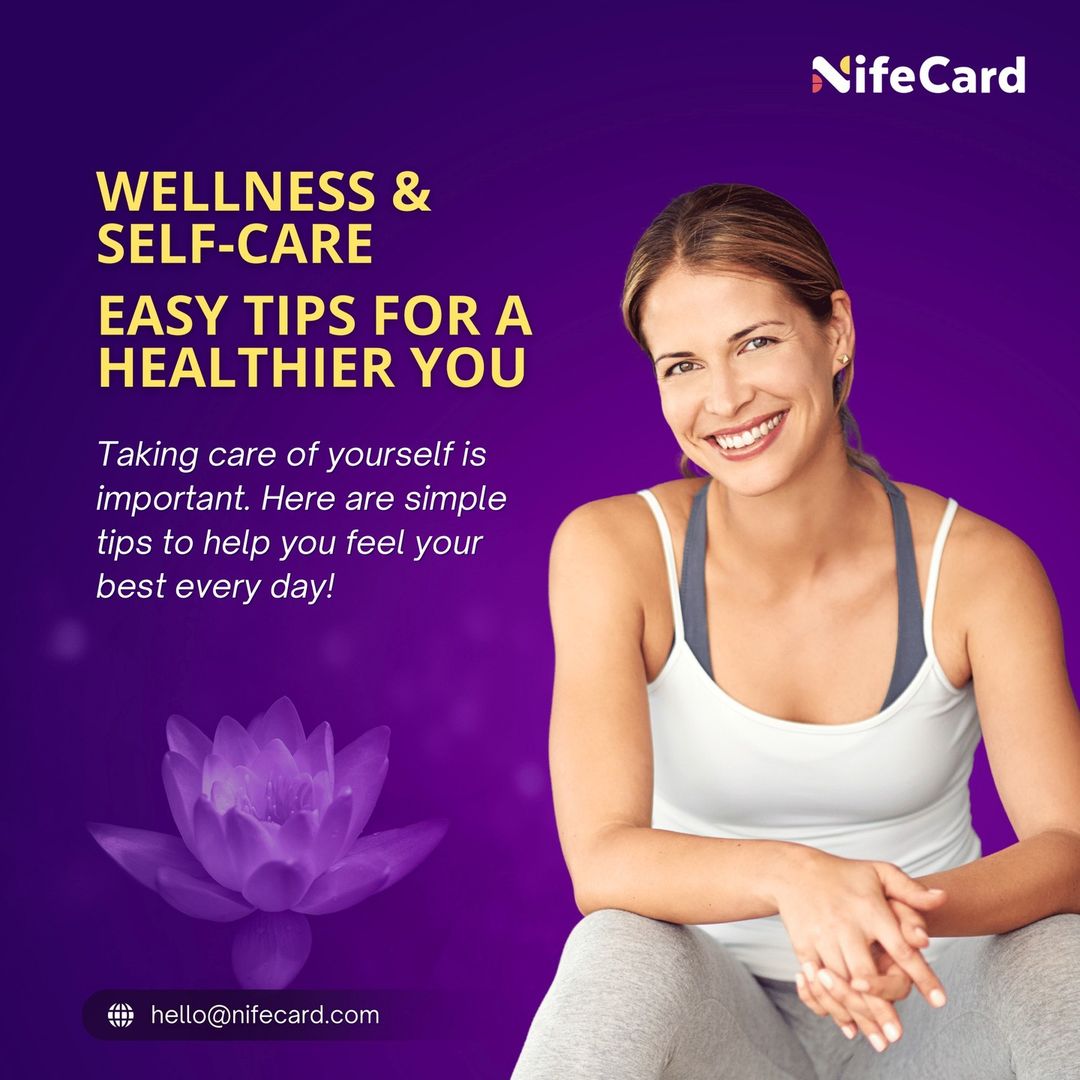 NifeCard
WELLNESS &
SELF-CARE
EASY TIPS FOR A
HEALTHIER YOU
Taking care of yourself is
important. Here are simple
tips to help you feel your
best every day!
hello@nifecard.com